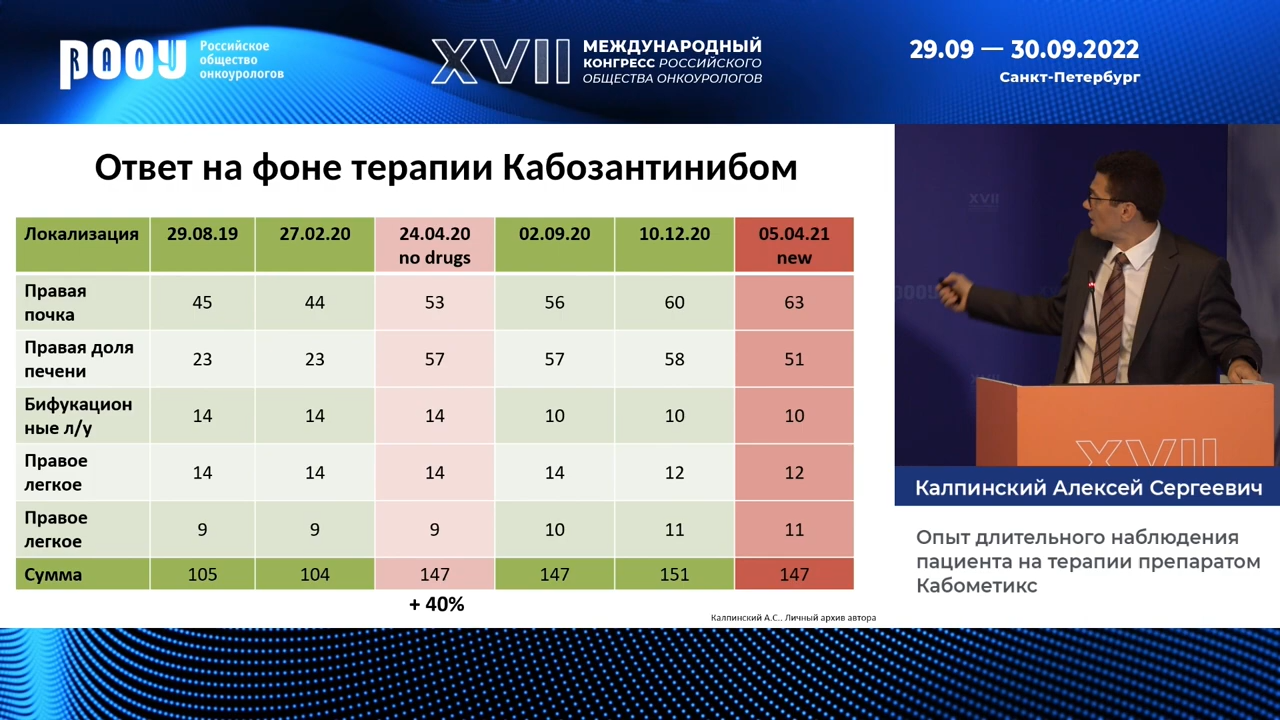 РООУ
RAOU
Российское
общество
онкоурологов
XVII
МЕЖДУНАРОДНЫЙ
КОНГРЕСС РОССИЙСКОГО
ОБЩЕСТВА ОНКОУРОЛОГОВ
29.09 — 30.09.2022
Санкт-Петербург
Ответ на фоне терапии Кабозантинибом
Локализация 29.08.19 27.02.20 24.04.20 no drugs 02.09.20 10.12.20 05.04.21 new
Правая почка 45 44 53 56 60 63
Правая доля печени 23 23 57 57 58 51
Бифукацион ные л/у 14 14 14 10 10 10
Правое легкое 14 14 14 14 12 12
Правое легкое 9 9 9 10 11 11
Сумма 105 104 147 147 151 147
+ 40%
Калпинский А.С.. Личный архив автора
XVII
XVII
Калпинский Алексей Сергеевич
Опыт длительного наблюдения
пациента на терапии препаратом
Кабометикс